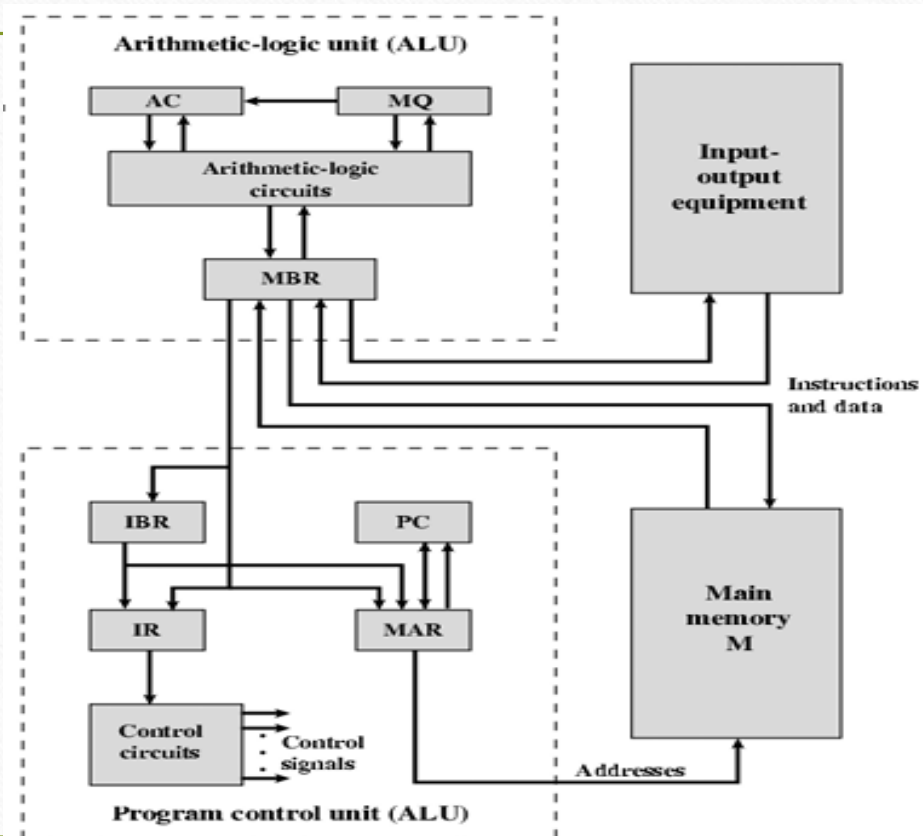 Arithmetic-logic unit (ALU)
AC
MQ
Arithmetic-logic
circuits
MBR
Input-
output
equipment
Instructions
and data
IBR
PC
IR
MAR
Main
memory
M
Control
circuits
Control
signals
Addresses
Program control unit (ALU)